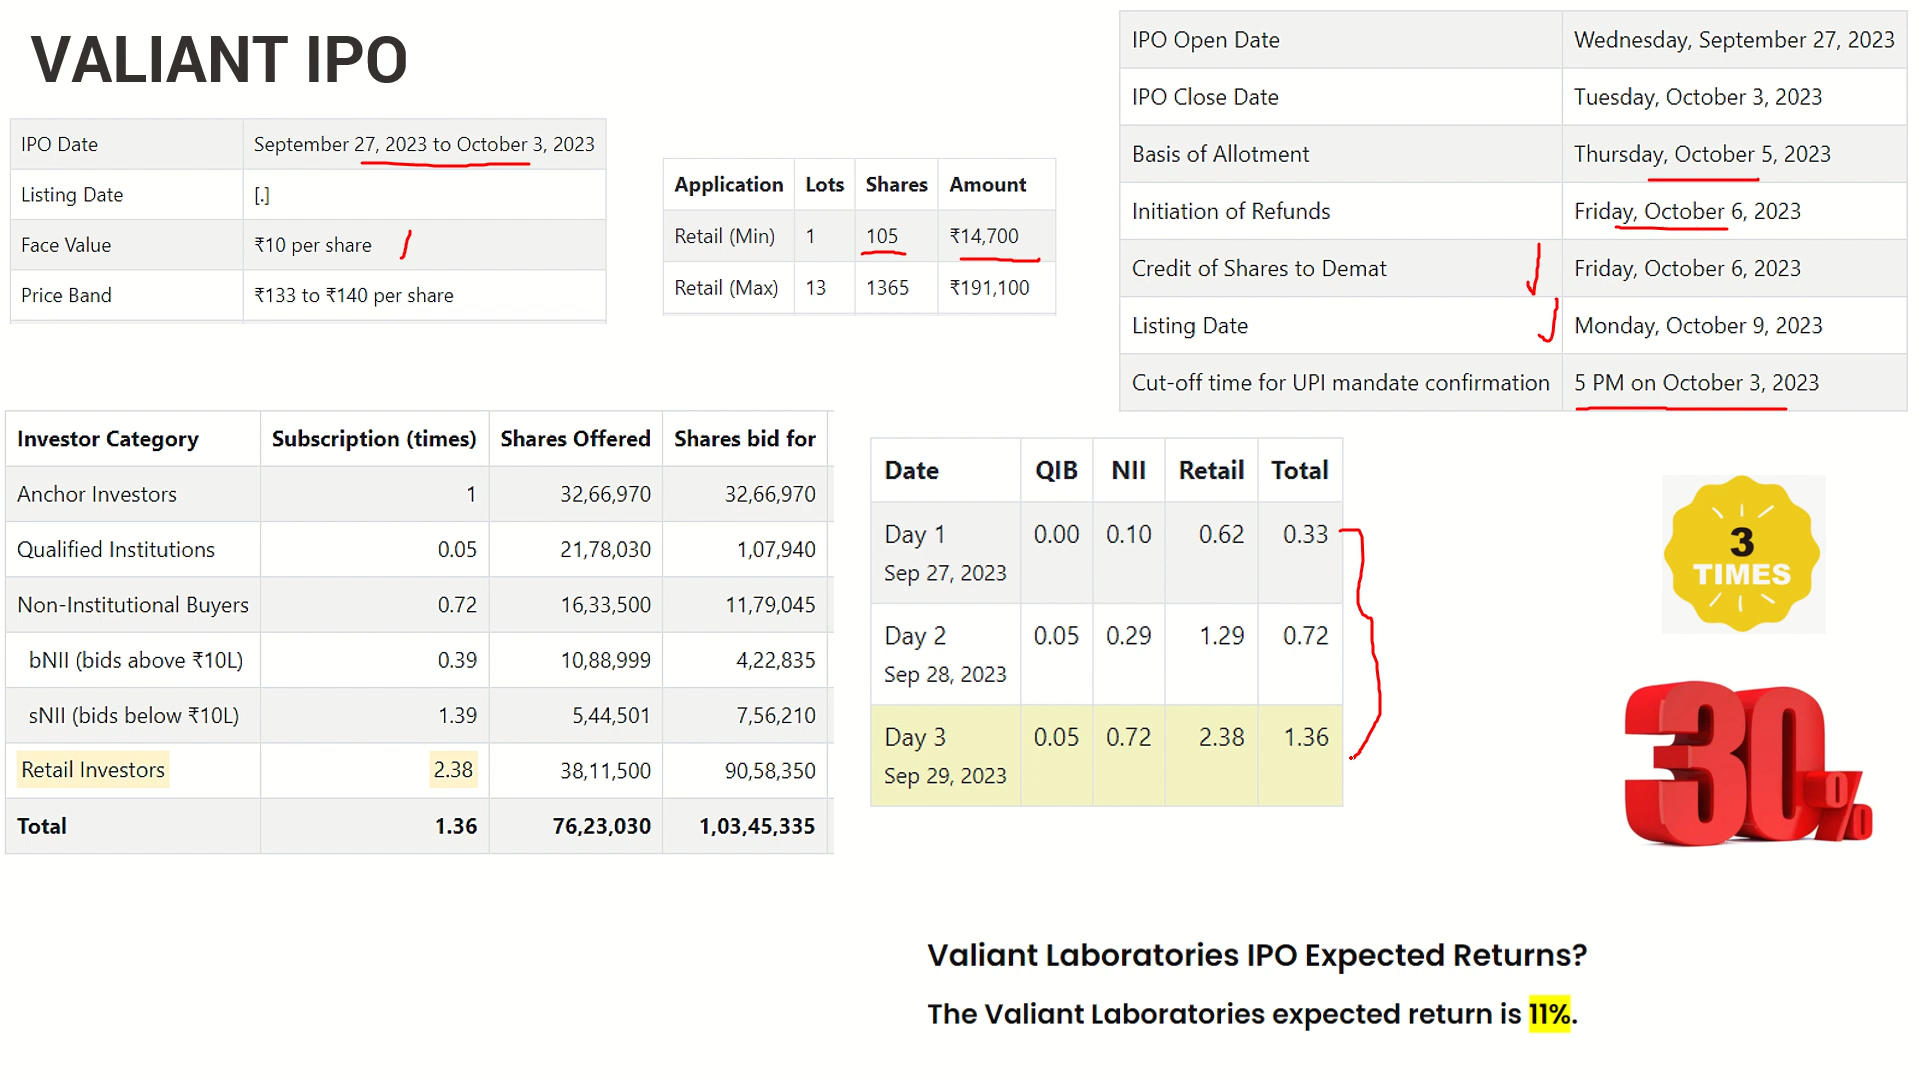 VALIANT IPO
IPO Date September 27, 2023 to October 3, 2023
Listing Date [.]
Face Value ₹10 per share
Price Band ₹133 to ₹140 per share
Application Lots Shares Amount
Retail (Min) 1 105 ₹14,700
Retail (Max) 13 1365 ₹191,100
IPO Open Date Wednesday, September 27, 2023
IPO Close Date Tuesday, October 3, 2023
Basis of Allotment Thursday, October 5, 2023
Initiation of Refunds Friday, October 6, 2023
Credit of Shares to Demat Friday, October 6, 2023
Listing Date Monday, October 9, 2023
Cut-off time for UPI mandate confirmation 5 PM on October 3, 2023
Investor Category Subscription (times) Shares Offered Shares bid for
Anchor Investors 1 32,66,970 32,66,970
Qualified Institutions 0.05 21,78,030 1,07,940
Non-Institutional Buyers 0.72 16,33,500 11,79,045
bNII (bids above ₹10L) 0.39 10,88,999 4,22,835
sNII (bids below ₹10L) 1.39 5,44,501 7,56,210
Retail Investors 2.38 38,11,500 90,58,350
Total 1.36 76,23,030 1,03,45,335
Date QIB NII Retail Total
Day 1 0.00 0.10 0.62 0.33
Sep 27, 2023
Day 2 0.05 0.29 1.29 0.72
Sep 28, 2023
Day 3 0.05 0.72 2.38 1.36
Sep 29, 2023
3
TIMES
30%
Valiant Laboratories IPO Expected Returns?
The Valiant Laboratories expected return is 11%.